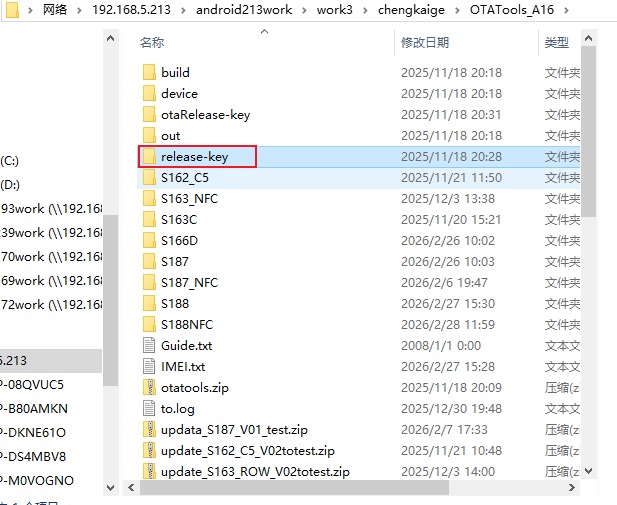 网络 > 192.168.5.213 > android213work > work3 > chengkaige > OTATools_A16 >
名称 修改日期 类型
build 2025/11/18 20:18 文件夹
device 2025/11/18 20:18 文件夹
otaRelease-key 2025/11/18 20:31 文件夹
out 2025/11/18 20:18 文件夹
release-key 2025/11/18 20:28 文件夹
S162_C5 2025/11/21 11:50 文件夹
S163_NFC 2025/12/3 13:38 文件夹
S163C 2025/11/20 15:21 文件夹
S166D 2026/2/26 10:02 文件夹
S187 2026/2/26 10:03 文件夹
S187_NFC 2026/2/6 19:47 文件夹
S188 2026/2/27 15:30 文件夹
S188NFC 2026/2/28 11:59 文件夹
Guide.txt 2008/1/1 0:00 文本文
IMEI.txt 2026/2/27 15:28 文本文
otatools.zip 2025/11/18 20:09 压缩(z
to.log 2025/12/30 19:48 文本文
updata_S187_V01_test.zip 2026/2/7 17:33 压缩(z
update_S162_C5_V02totest.zip 2025/11/21 10:48 压缩(z
update_S163_ROW_V02totest.zip 2025/12/3 14:00 压缩(z
(C:)
(D:)
93work (\\192.168
39work (\\192.168
70work (\\192.168
69work (\\192.168
72work (\\192.168
5.213
P-08QVUC5
P-B80AMKN
P-DKNE61O
P-DS4MBV8
P-M0VOGNO